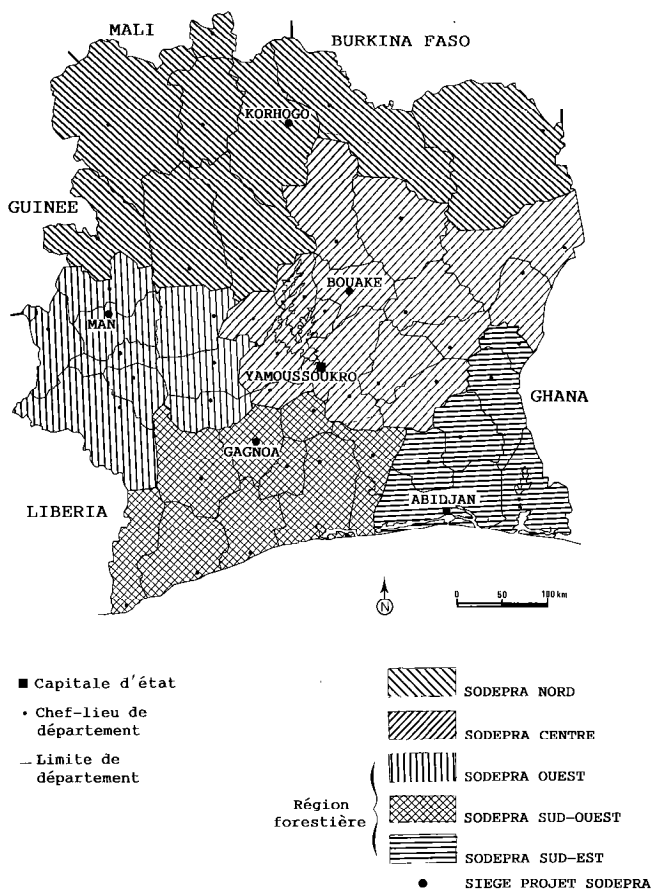 MALI
BURKINA FASO
KORHOGO
GUINEE
BOUAKE
MAN
YAMOUSSOUKRO
GHANA
GAGNOA
ABIDJAN
LIBERIA
N
0 50 100 km
■ Capitale d'état
• Chef-lieu de
département
— Limite de
département
Région
forestière
SODEPRA NORD
SODEPRA CENTRE
SODEPRA OUEST
SODEPRA SUD-OUEST
SODEPRA SUD-EST
● SIEGE PROJET SODEPRA